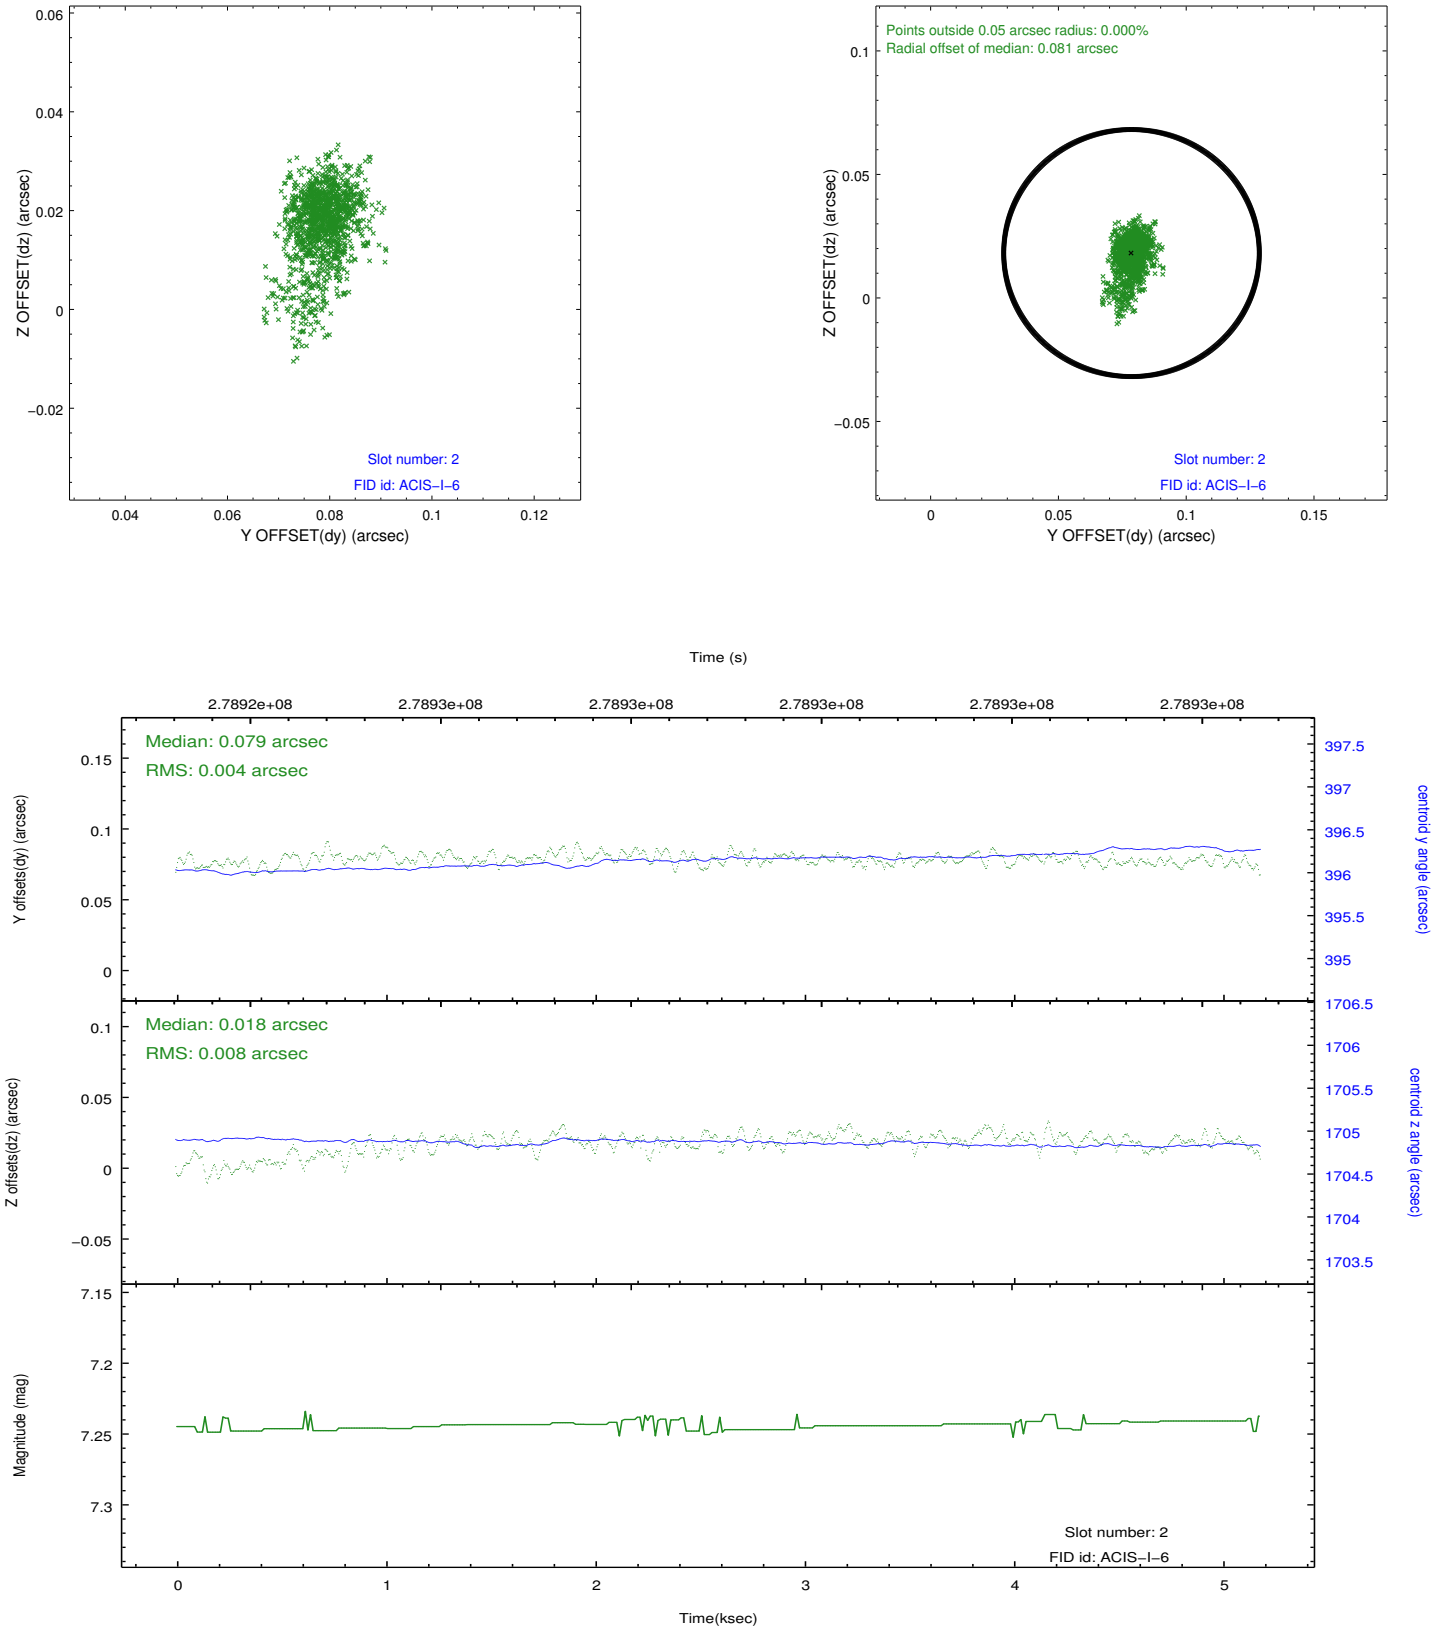 0.06
0.04
0.02
0
−0.02
Z OFFSET(dz) (arcsec)
Slot number: 2
FID id: ACIS−I−6
0.04
0.06
0.08
0.1
0.12
Y OFFSET(dy) (arcsec)
Points outside 0.05 arcsec radius: 0.000%
Radial offset of median: 0.081 arcsec
0.1
0.05
0
−0.05
Z OFFSET(dz) (arcsec)
Slot number: 2
FID id: ACIS−I−6
0
0.05
0.1
0.15
Y OFFSET(dy) (arcsec)
Time (s)
2.7892e+08
2.7893e+08
2.7893e+08
2.7893e+08
2.7893e+08
2.7893e+08
Median: 0.079 arcsec
RMS: 0.004 arcsec
0.15
0.1
0.05
0
Y offsets(dy) (arcsec)
397.5
397
396.5
396
395.5
395
centroid y angle (arcsec)
Median: 0.018 arcsec
RMS: 0.008 arcsec
0.1
0.05
0
−0.05
Z offsets(dz) (arcsec)
1706.5
1706
1705.5
1705
1704.5
1704
1703.5
centroid z angle (arcsec)
7.15
7.2
7.25
7.3
Magnitude (mag)
Slot number: 2
FID id: ACIS−I−6
0
1
2
3
4
5
Time(ksec)